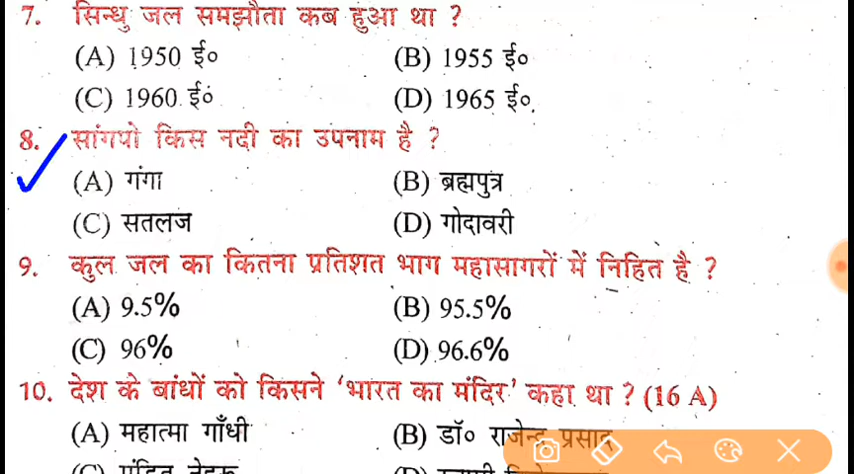 7. सिन्धु जल समझौता कब हुआ था ?
(A) 1950 ई० (B) 1955 ई०
(C) 1960 ई० (D) 1965 ई०
8. सांगपो किस नदी का उपनाम है ?
(A) गंगा (B) ब्रह्मपुत्र
(C) सतलज (D) गोदावरी
9. कुल जल का कितना प्रतिशत भाग महासागरों में निहित है ?
(A) 9.5% (B) 95.5%
(C) 96% (D) 96.6%
10. देश के बांधों को किसने ‘भारत का मंदिर’ कहा था ? (16 A)
(A) महात्मा गाँधी (B) डॉ० राजेन्द्र प्रसाद
(C) पंडित नेहरू (D)